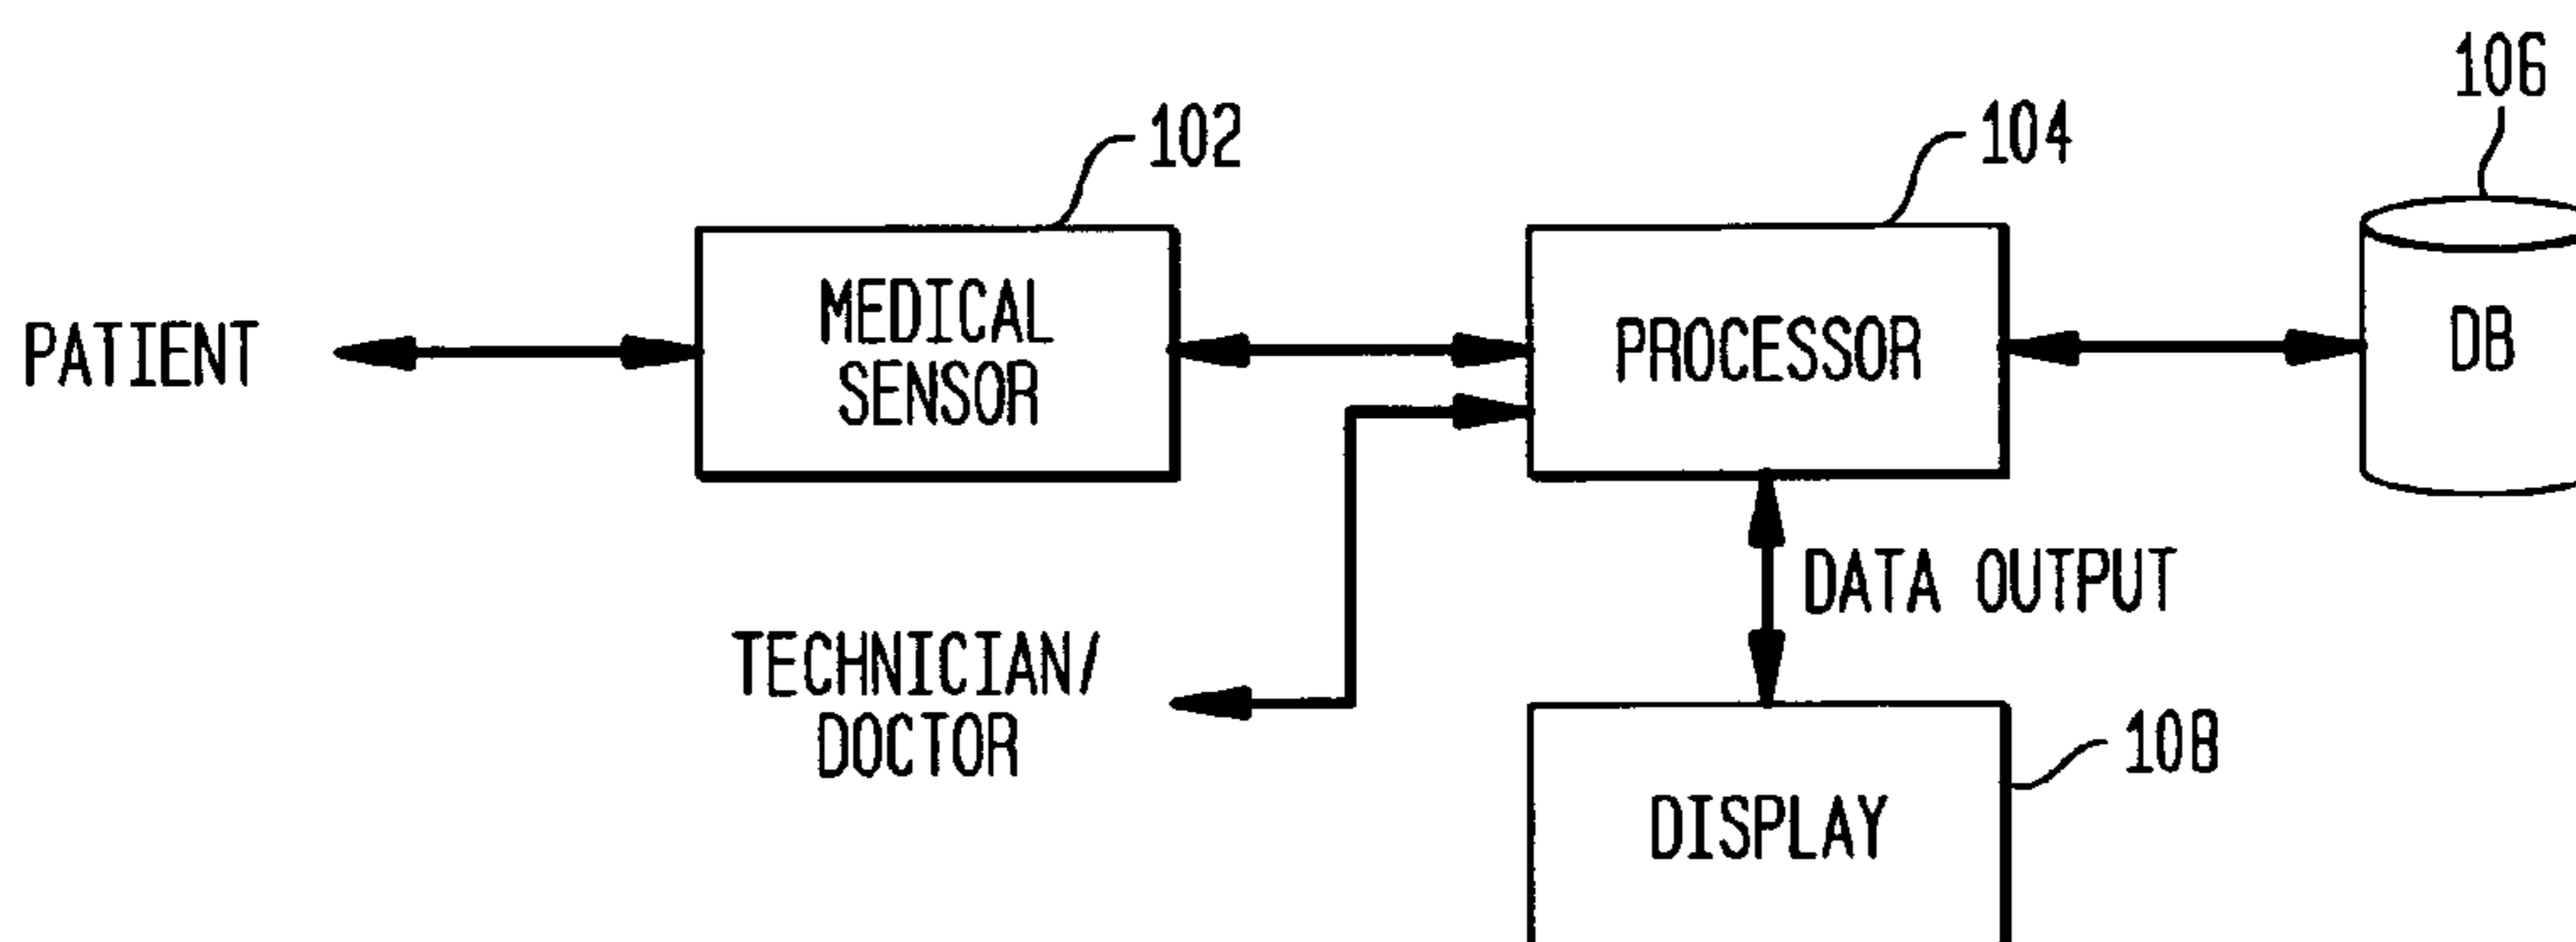 106
102
104
MEDICAL
SENSOR
PATIENT
PROCESSOR
DB
DATA OUTPUT
TECHNICIAN/
DOCTOR
108
DISPLAY